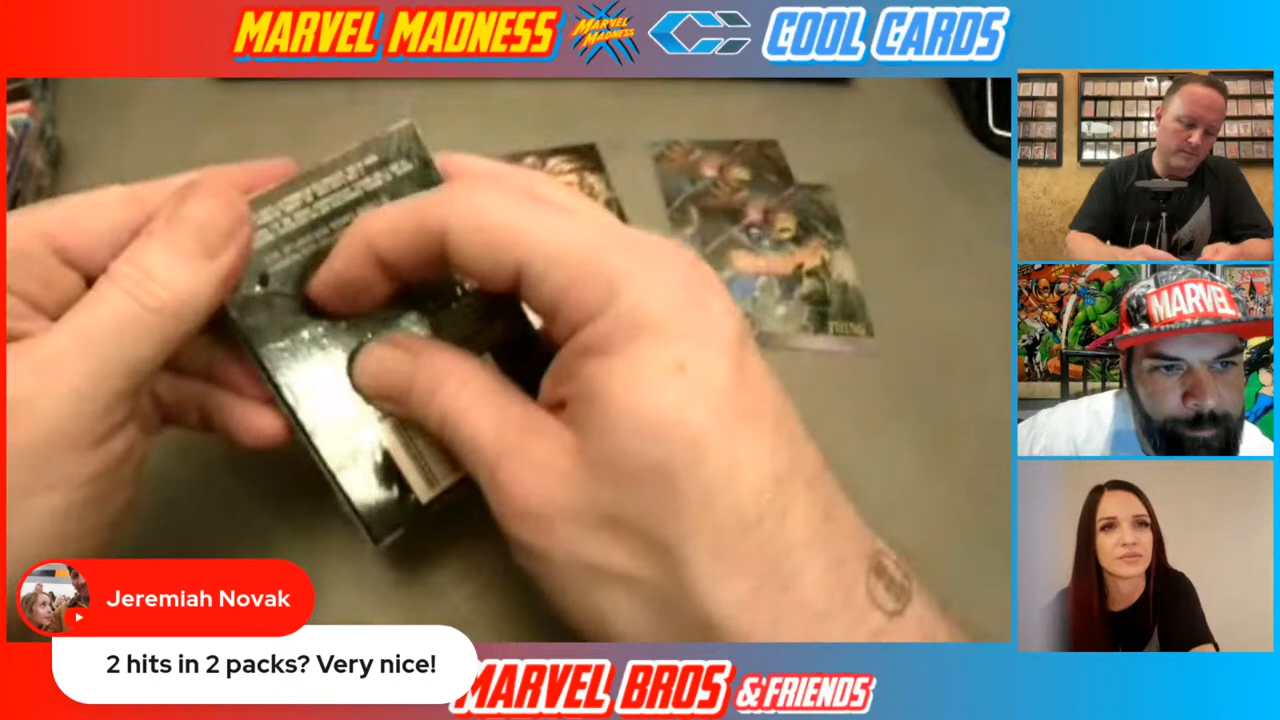 MARVEL MADNESS
MARVEL
MADNESS
COOL CARDS
THING
MARVEL
Jeremiah Novak
2 hits in 2 packs? Very nice!
MARVEL BROS & FRIENDS